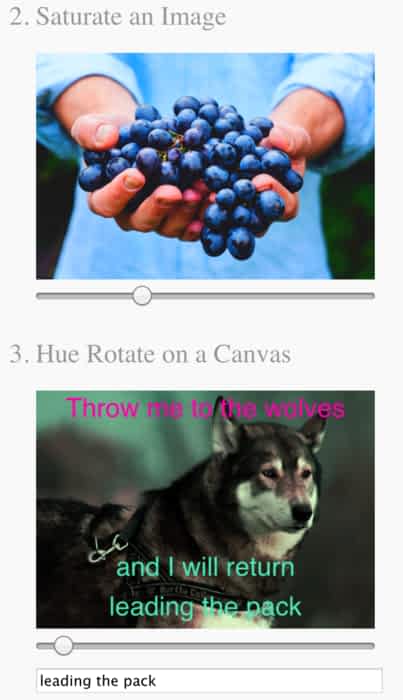 2. Saturate an Image
3. Hue Rotate on a Canvas
Throw me to the wolves
and I will return
leading the pack
leading the pack